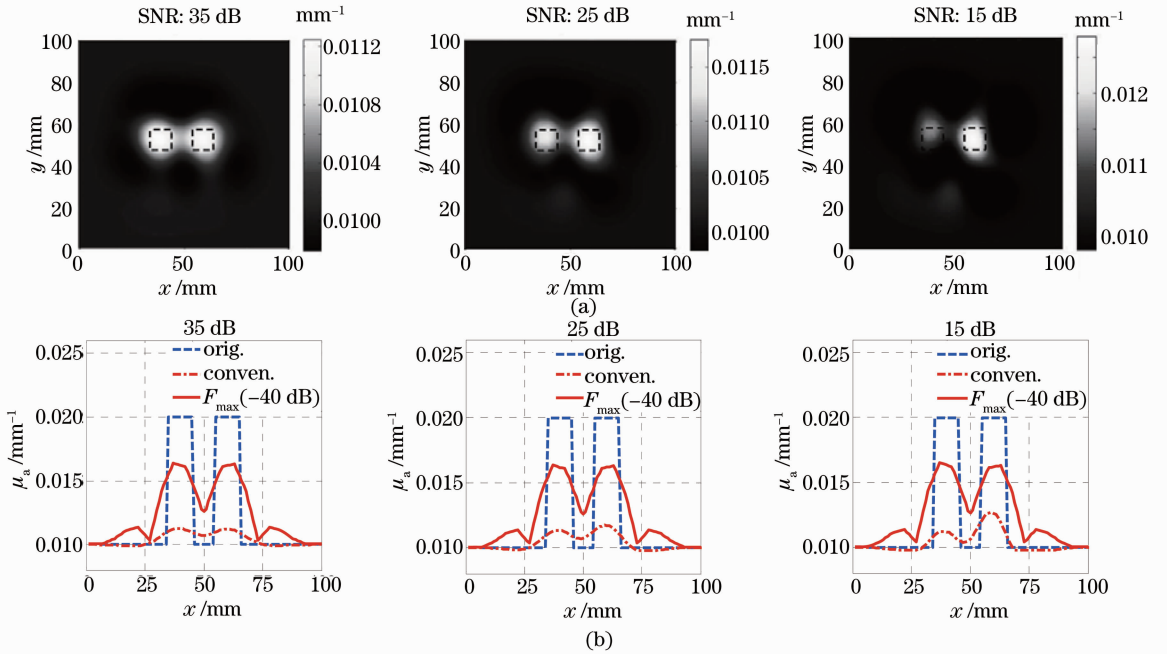 SNR: 35 dB
mm⁻¹
SNR: 25 dB
mm⁻¹
SNR: 15 dB
mm⁻¹
100
80
60
40
20
0
y /mm
0
50
100
x /mm
0.0112
0.0108
0.0104
0.0100
100
80
60
40
20
0
y /mm
0
50
100
x /mm
0.0115
0.0110
0.0105
0.0100
100
80
60
40
20
0
y /mm
0
50
100
x /mm
0.012
0.011
0.010
(a)
35 dB
orig.
conven.
Fmax(−40 dB)
0.025
0.020
0.015
0.010
μa /mm⁻¹
0
25
50
75
100
x /mm
25 dB
orig.
conven.
Fmax(−40 dB)
0.025
0.020
0.015
0.010
μa /mm⁻¹
0
25
50
75
100
x /mm
15 dB
orig.
conven.
Fmax(−40 dB)
0.025
0.020
0.015
0.010
μa /mm⁻¹
0
25
50
75
100
x /mm
(b)